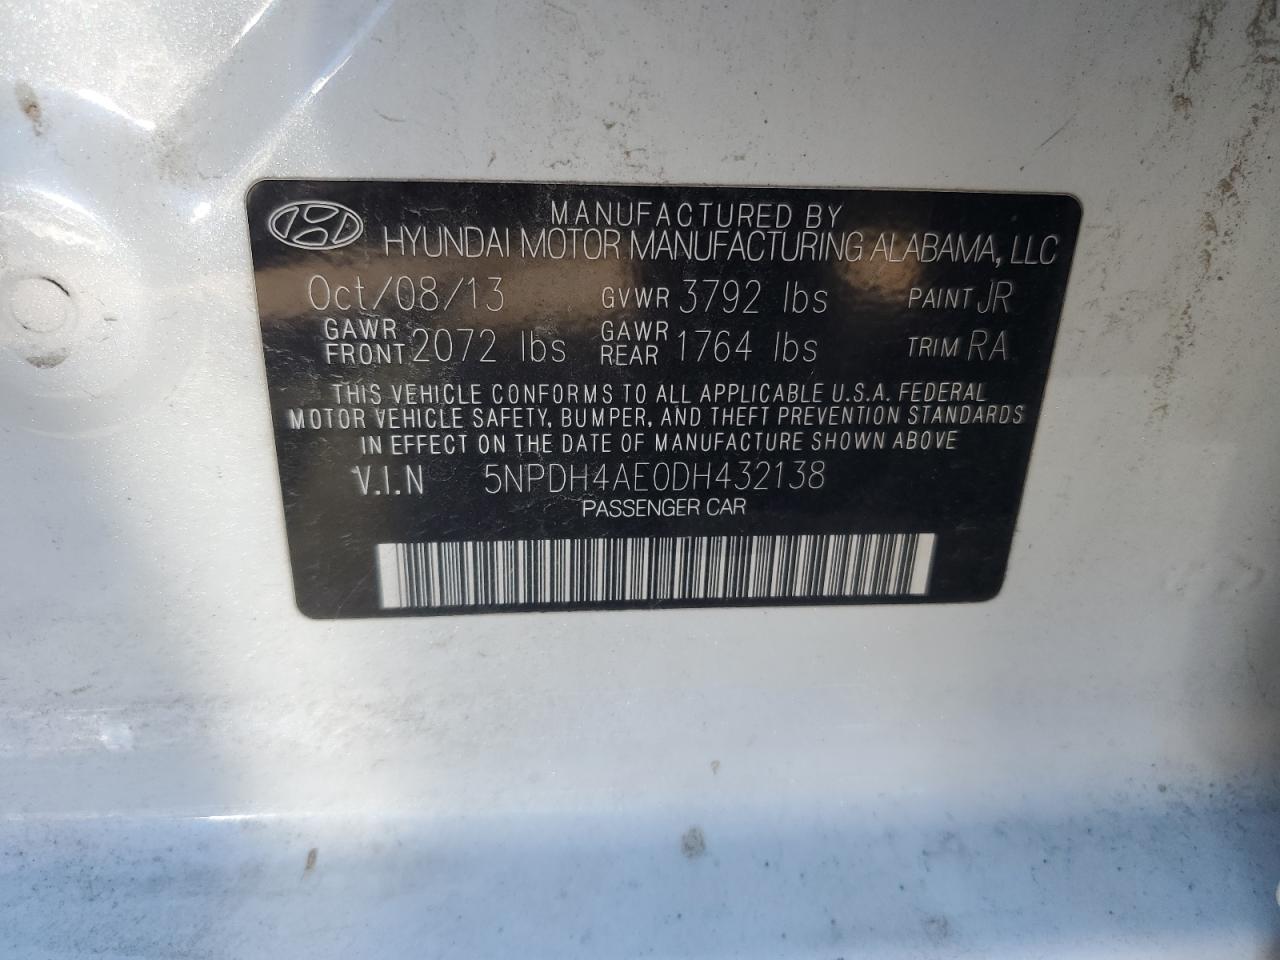 MANUFACTURED BY
HYUNDAI MOTOR MANUFACTURING ALABAMA, LLC
Oct/08/13 GVWR 3792 lbs PAINT JR
GAWR FRONT 2072 lbs GAWR REAR 1764 lbs TRIM RA
THIS VEHICLE CONFORMS TO ALL APPLICABLE U.S.A. FEDERAL
MOTOR VEHICLE SAFETY, BUMPER, AND THEFT PREVENTION STANDARDS
IN EFFECT ON THE DATE OF MANUFACTURE SHOWN ABOVE
V.I.N 5NPDH4AE0DH432138
PASSENGER CAR